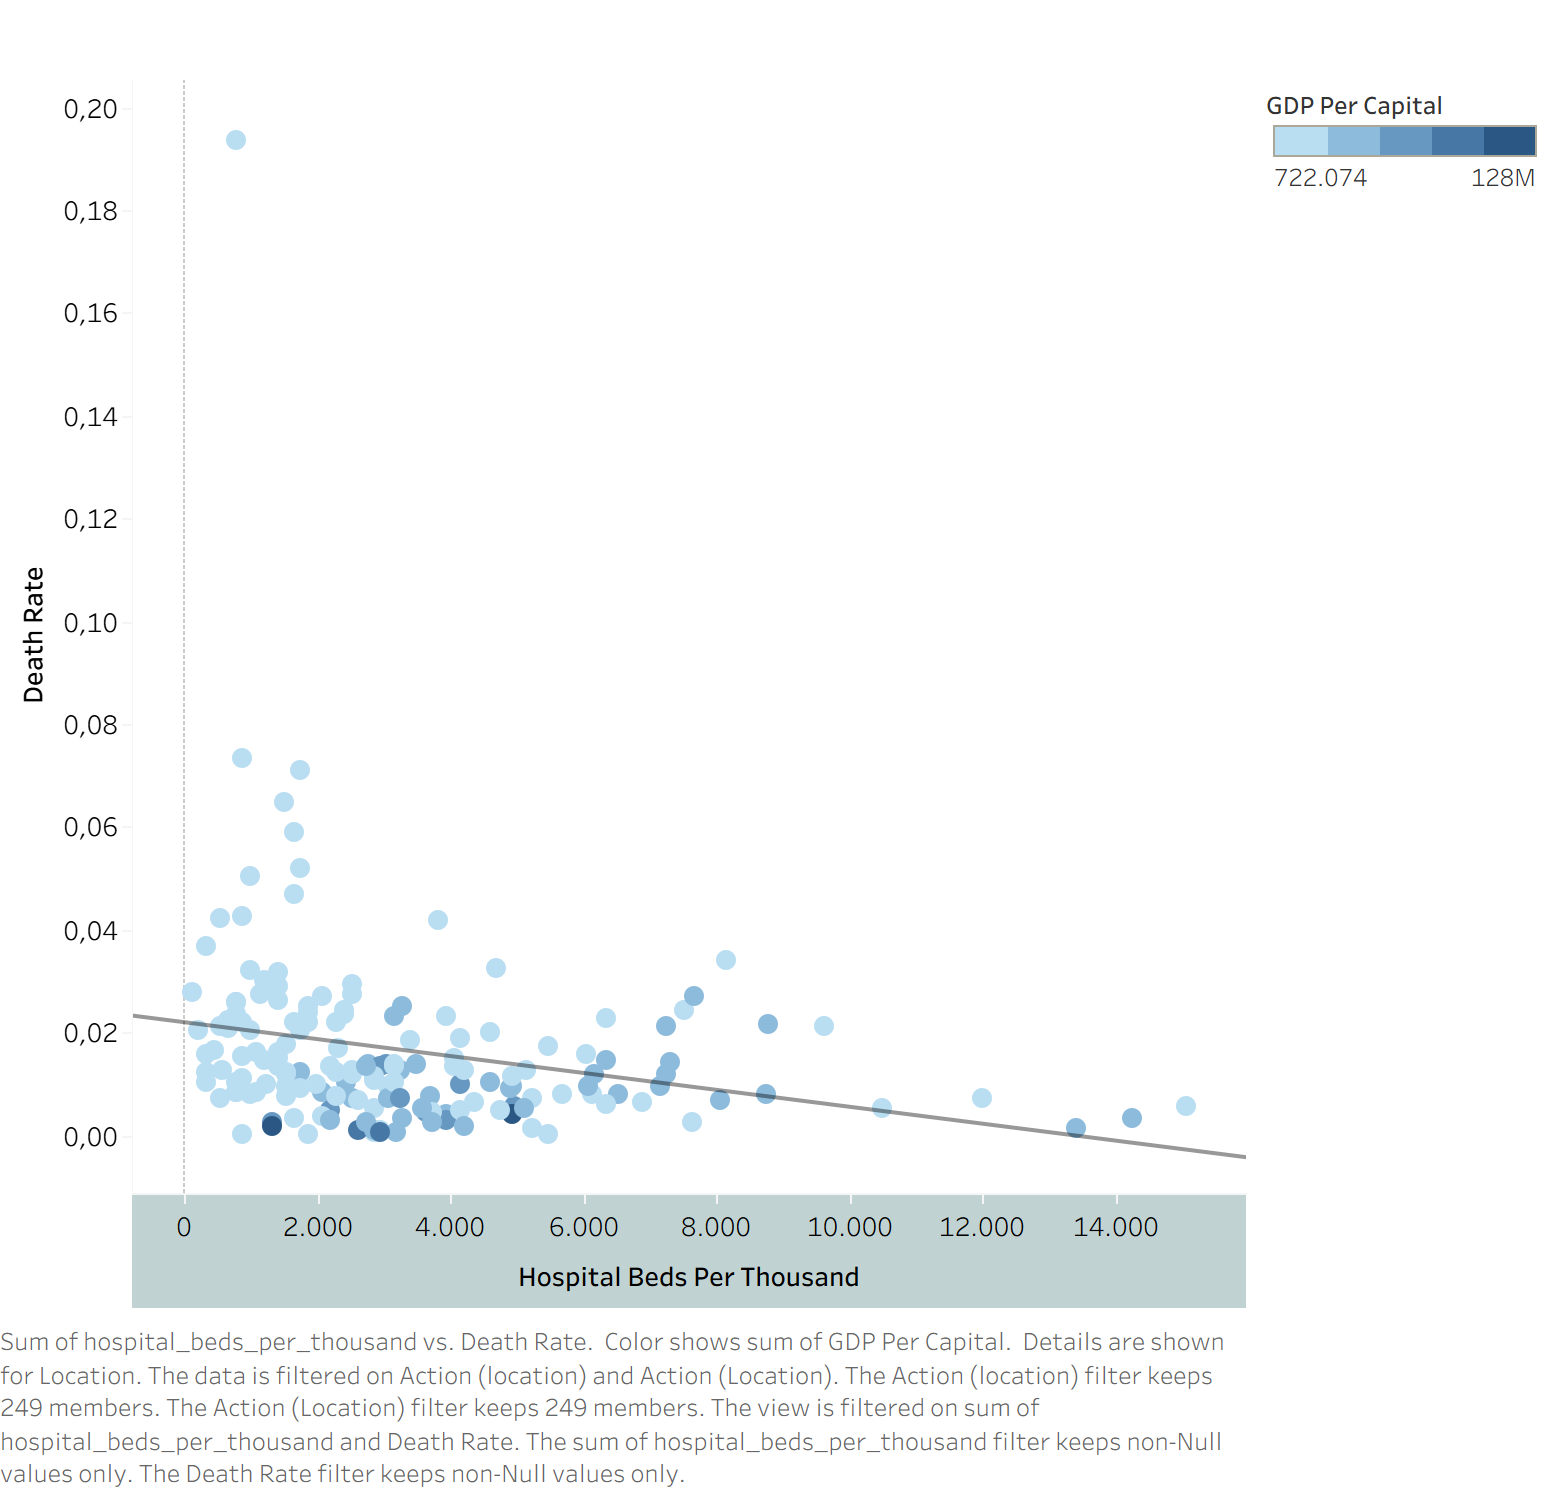 GDP Per Capital
722.074 128M
0,20
0,18
0,16
0,14
0,12
0,10
0,08
0,06
0,04
0,02
0,00
Death Rate
0 2.000 4.000 6.000 8.000 10.000 12.000 14.000
Hospital Beds Per Thousand
Sum of hospital_beds_per_thousand vs. Death Rate.  Color shows sum of GDP Per Capital.  Details are shown
for Location. The data is filtered on Action (location) and Action (Location). The Action (location) filter keeps
249 members. The Action (Location) filter keeps 249 members. The view is filtered on sum of
hospital_beds_per_thousand and Death Rate. The sum of hospital_beds_per_thousand filter keeps non-Null
values only. The Death Rate filter keeps non-Null values only.